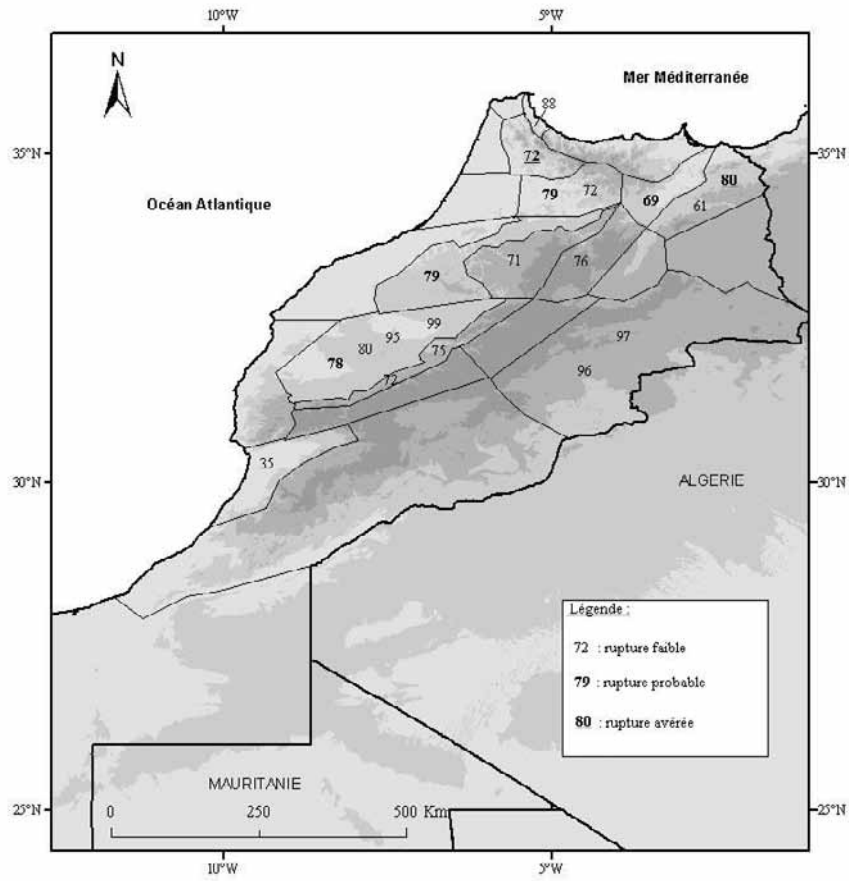 10°W 5°W
N
Mer Méditerranée
88
35°N 72 35°N
80
79 72 69 61
Océan Atlantique
71 76
79
99
95 97
80 75
78 96
72
35
30°N 30°N
ALGERIE
Légende :
72 : rupture faible
79 : rupture probable
80 : rupture avérée
MAURITANIE
25°N 0 250 500 Km 25°N
10°W 5°W